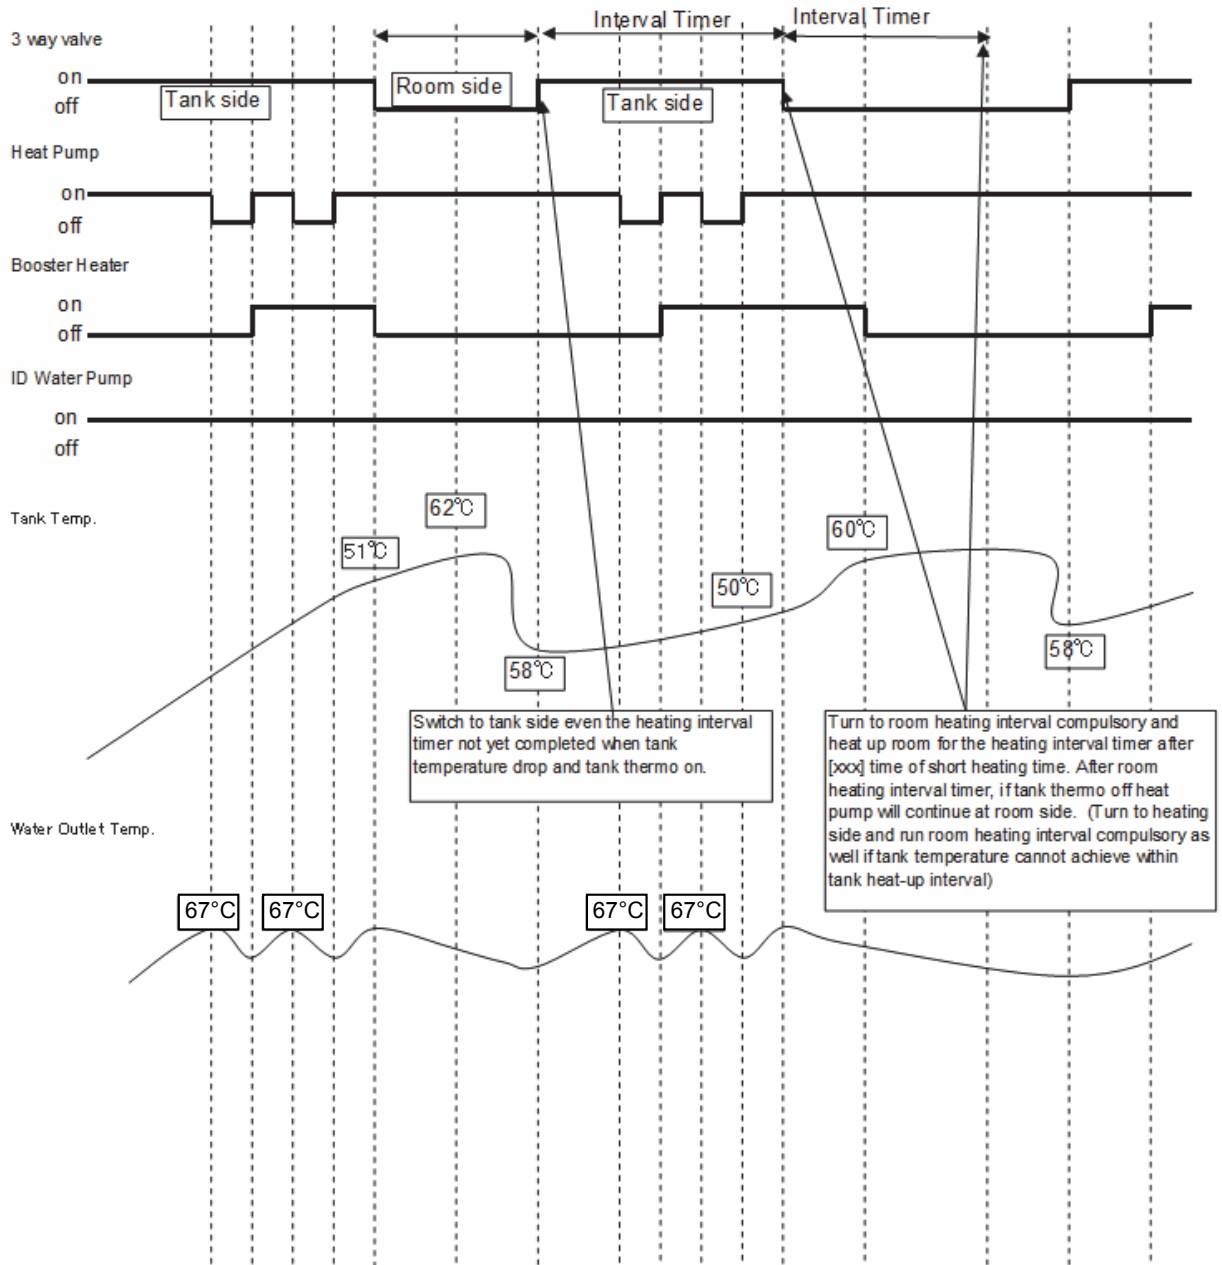 Interval Timer
Interval Timer
3 way valve
on
off
Tank side
Room side
Tank side
Heat Pump
on
off
Booster Heater
on
off
ID Water Pump
on
off
Tank Temp.
51°C
62°C
58°C
50°C
60°C
58°C
Switch to tank side even the heating interval
timer not yet completed when tank
temperature drop and tank thermo on.
Turn to room heating interval compulsory and
heat up room for the heating interval timer after
[xxx] time of short heating time. After room
heating interval timer, if tank thermo off heat
pump will continue at room side. (Turn to heating
side and run room heating interval compulsory as
well if tank temperature cannot achieve within
tank heat-up interval)
Water Outlet Temp.
67°C
67°C
67°C
67°C